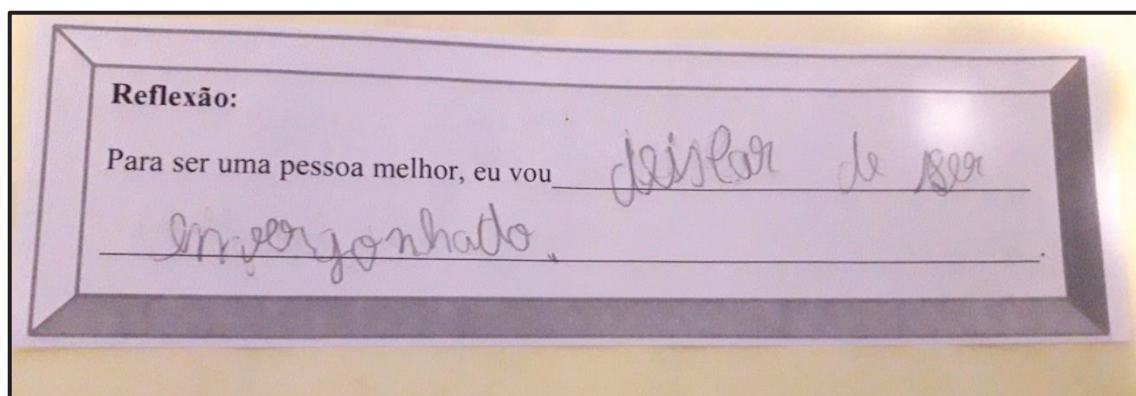 Reflexão:
Para ser uma pessoa melhor, eu vou deixar de ser
envergonhado.